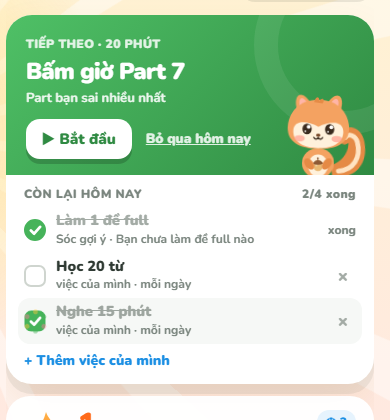 TIẾP THEO · 20 PHÚT
Bấm giờ Part 7
Part bạn sai nhiều nhất
▶ Bắt đầu
Bỏ qua hôm nay
CÒN LẠI HÔM NAY
2/4 xong
Làm 1 đề full
Sóc gợi ý · Bạn chưa làm đề full nào
xong
Học 20 từ
việc của mình · mỗi ngày
×
Nghe 15 phút
việc của mình · mỗi ngày
×
+ Thêm việc của mình